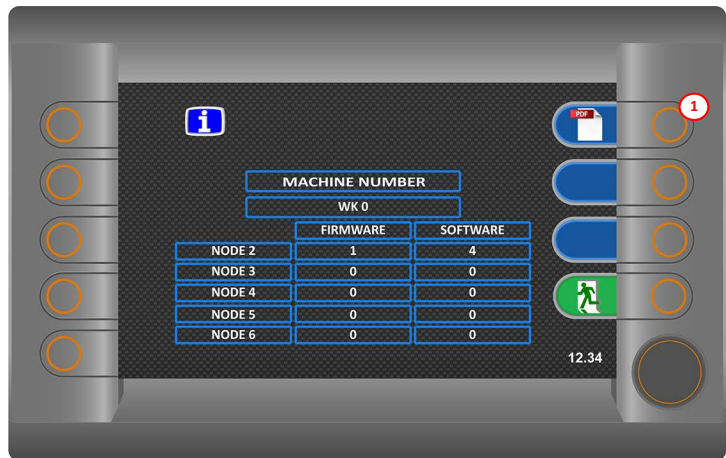 1
PDF
MACHINE NUMBER
WK 0
FIRMWARE SOFTWARE
NODE 2 1 4
NODE 3 0 0
NODE 4 0 0
NODE 5 0 0
NODE 6 0 0
12.34